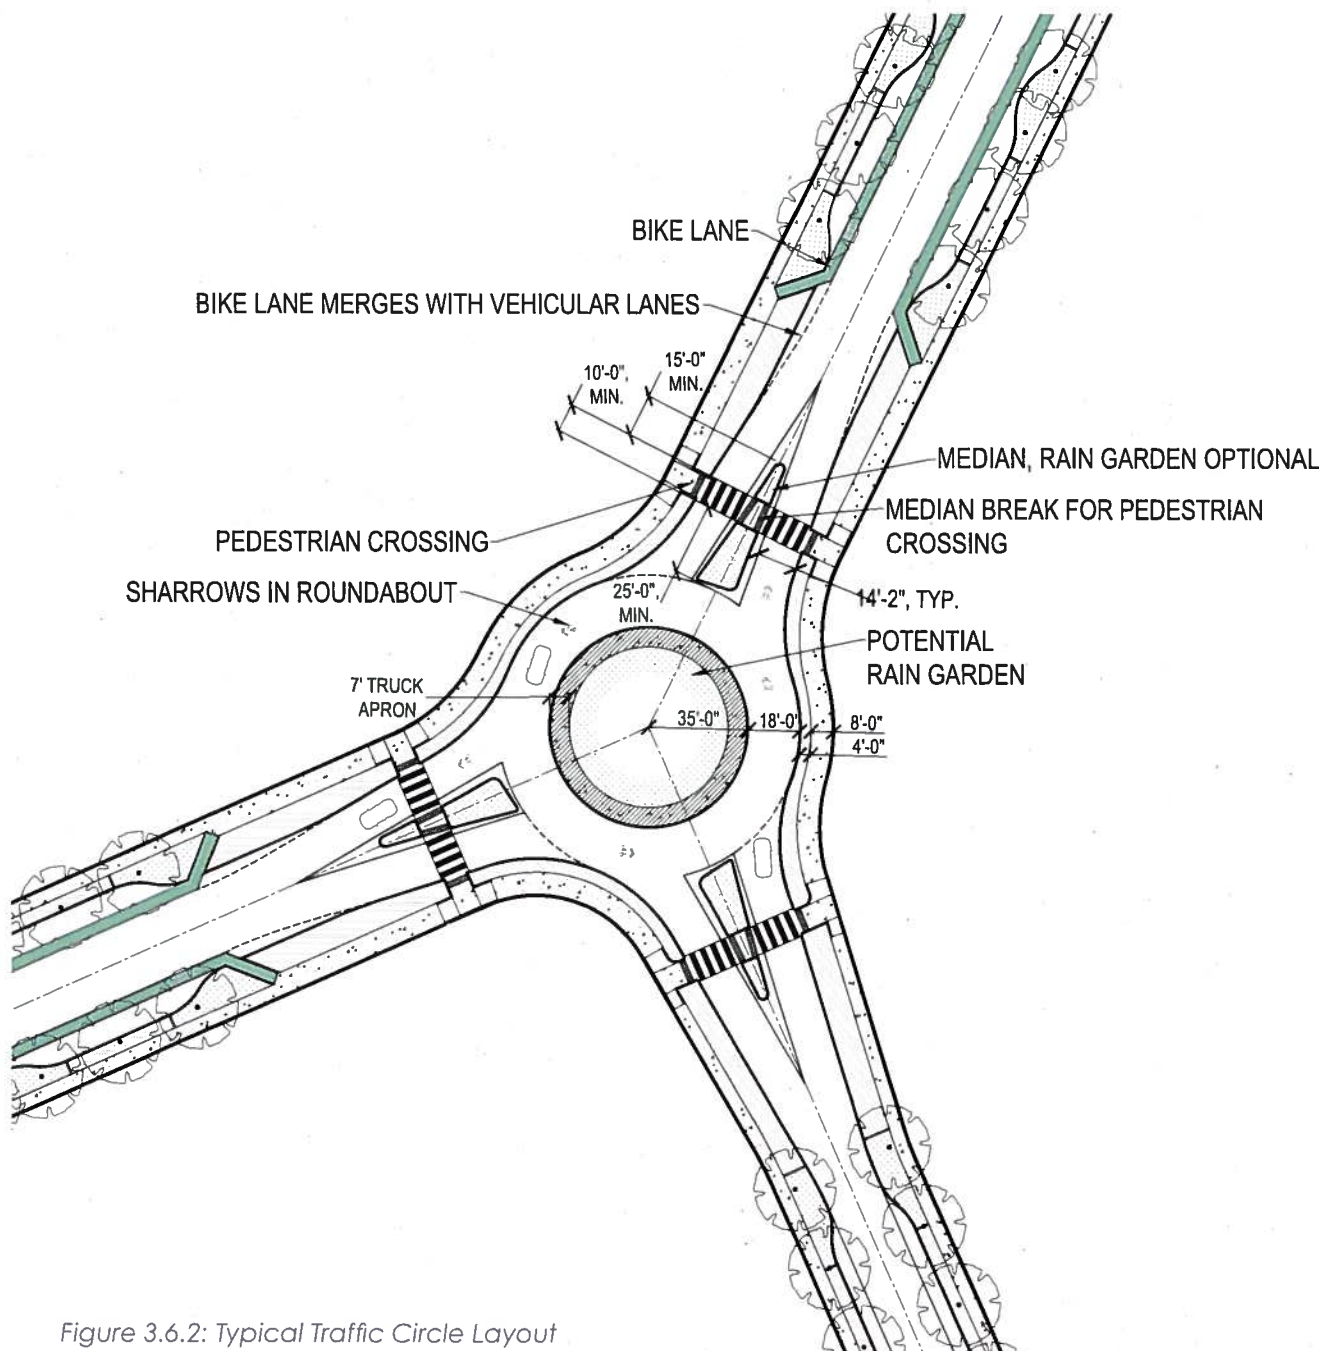 BIKE LANE
BIKE LANE MERGES WITH VEHICULAR LANES
10'-0",
MIN.
15'-0"
MIN.
MEDIAN, RAIN GARDEN OPTIONAL
MEDIAN BREAK FOR PEDESTRIAN
CROSSING
PEDESTRIAN CROSSING
SHARROWS IN ROUNDABOUT
25'-0",
MIN.
14'-2", TYP.
POTENTIAL
RAIN GARDEN
7' TRUCK
APRON
35'-0"
18'-0"
8'-0"
4'-0"
Figure 3.6.2: Typical Traffic Circle Layout